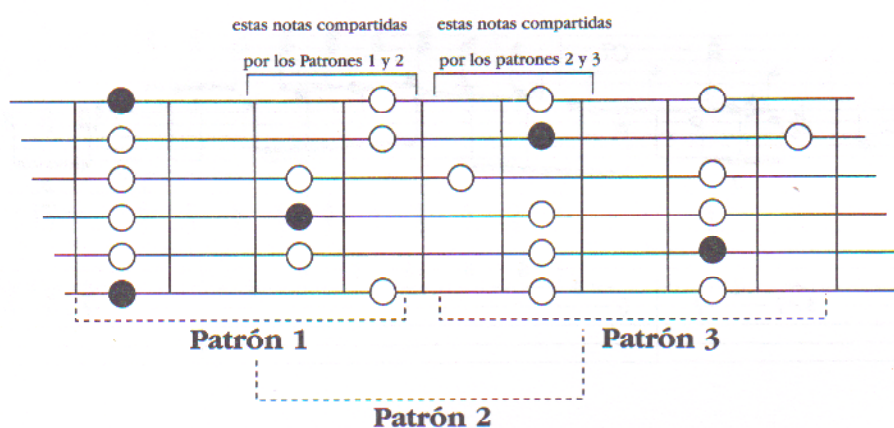 estas notas compartidas
por los Patrones 1 y 2
estas notas compartidas
por los patrones 2 y 3
Patrón 1
Patrón 3
Patrón 2